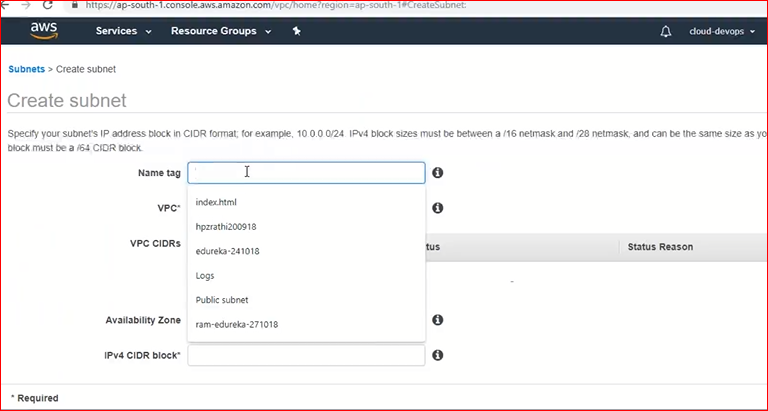 https://ap-south-1.console.aws.amazon.com/vpc/home?region=ap-south-1#CreateSubnet:
aws Services Resource Groups cloud-devops
Subnets > Create subnet
Create subnet
Specify your subnet's IP address block in CIDR format; for example, 10.0.0.0/24. IPv4 block sizes must be between a /16 netmask and /28 netmask, and can be the same size as yo
block must be a /64 CIDR block.
Name tag
index.html
VPC*
hpzrathi200918
VPC CIDRs edureka-241018 tus Status Reason
Logs
Public subnet
Availability Zone ram-edureka-271018
IPv4 CIDR block*
* Required